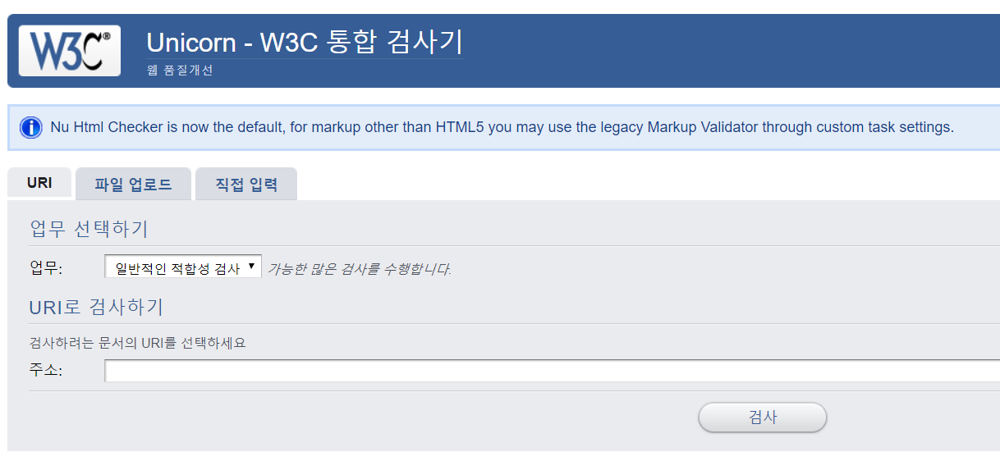 W3C®
Unicorn - W3C 통합 검사기
웹 품질개선
Nu Html Checker is now the default, for markup other than HTML5 you may use the legacy Markup Validator through custom task settings.
URI 파일 업로드 직접 입력
업무 선택하기
업무: 일반적인 적합성 검사 가능한 많은 검사를 수행합니다.
URI로 검사하기
검사하려는 문서의 URI를 선택하세요
주소:
검사